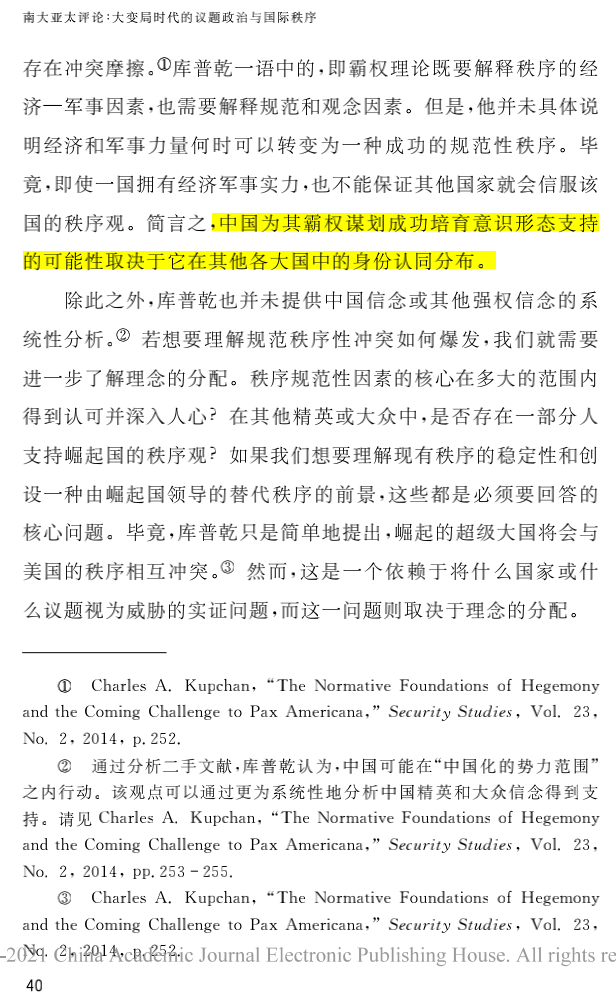 南大亚太评论:大变局时代的议题政治与国际秩序
存在冲突摩擦。①库普乾一语中的,即霸权理论既要解释秩序的经
济—军事因素,也需要解释规范和观念因素。但是,他并未具体说
明经济和军事力量何时可以转变为一种成功的规范性秩序。毕
竟,即使一国拥有经济军事实力,也不能保证其他国家就会信服该
国的秩序观。简言之,中国为其霸权谋划成功培育意识形态支持
的可能性取决于它在其他各大国中的身份认同分布。
除此之外,库普乾也并未提供中国信念或其他强权信念的系
统性分析。② 若想要理解规范秩序性冲突如何爆发,我们就需要
进一步了解理念的分配。秩序规范性因素的核心在多大的范围内
得到认可并深入人心? 在其他精英或大众中,是否存在一部分人
支持崛起国的秩序观? 如果我们想要理解现有秩序的稳定性和创
设一种由崛起国领导的替代秩序的前景,这些都是必须要回答的
核心问题。毕竟,库普乾只是简单地提出,崛起的超级大国将会与
美国的秩序相互冲突。③ 然而,这是一个依赖于将什么国家或什
么议题视为威胁的实证问题,而这一问题则取决于理念的分配。
① Charles A. Kupchan, “The Normative Foundations of Hegemony
and the Coming Challenge to Pax Americana,” Security Studies, Vol. 23,
No. 2, 2014, p. 252.
② 通过分析二手文献,库普乾认为,中国可能在“中国化的势力范围”
之内行动。该观点可以通过更为系统性地分析中国精英和大众信念得到支
持。请见 Charles A. Kupchan, “The Normative Foundations of Hegemony
and the Coming Challenge to Pax Americana,” Security Studies, Vol. 23,
No. 2, 2014, pp. 253-255.
③ Charles A. Kupchan, “The Normative Foundations of Hegemony
and the Coming Challenge to Pax Americana,” Security Studies, Vol. 23,
No. 2, 2014, p. 252.
-2021 China Academic Journal Electronic Publishing House. All rights re
40